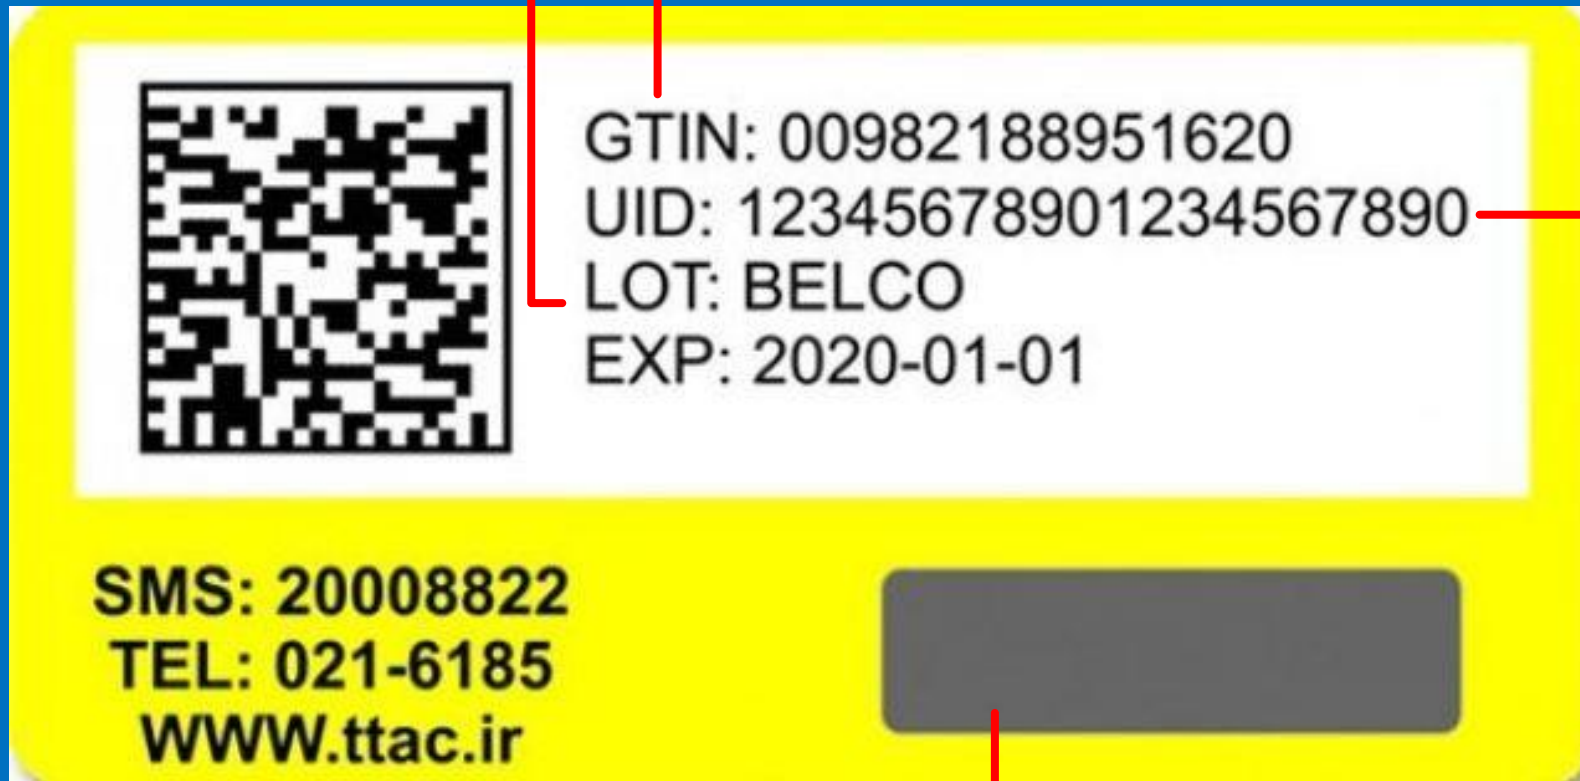 GTIN: 00982188951620
UID: 12345678901234567890
LOT: BELCO
EXP: 2020-01-01
SMS: 20008822
TEL: 021-6185
WWW.ttac.ir